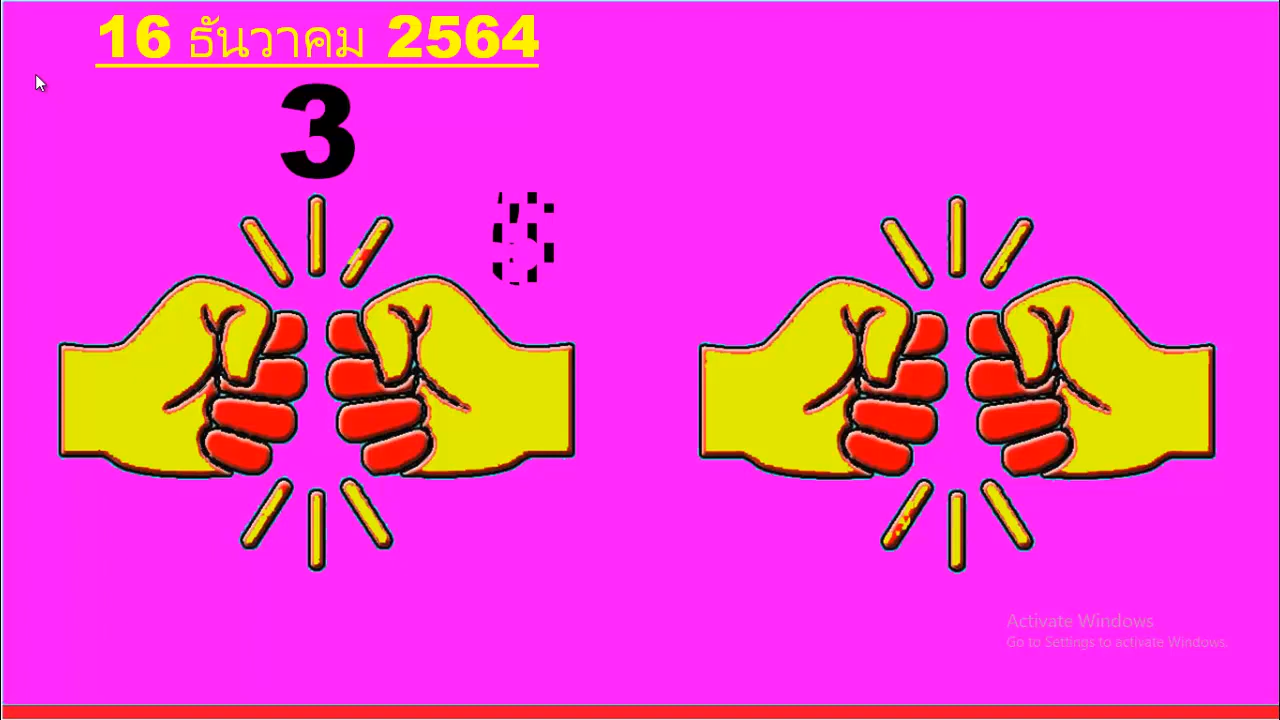 16 ธันวาคม 2564
3
Activate Windows
Go to Settings to activate Windows.